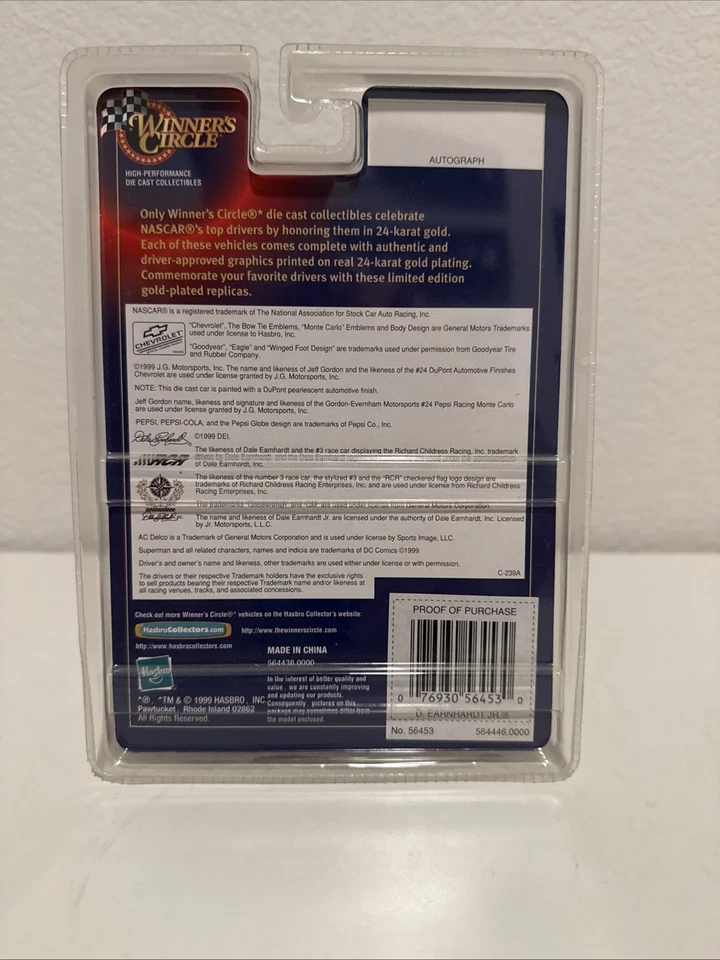 WINNER'S
CIRCLE
HIGH-PERFORMANCE
DIE CAST COLLECTIBLES
AUTOGRAPH
Only Winner's Circle®* die cast collectibles celebrate
NASCAR®'s top drivers by honoring them in 24-karat gold.
Each of these vehicles comes complete with authentic and
driver-approved graphics printed on real 24-karat gold plating.
Commemorate your favorite drivers with these limited edition
gold-plated replicas.
NASCAR® is a registered trademark of The National Association for Stock Car Auto Racing, Inc.
CHEVROLET
"Chevrolet", The Bow Tie Emblems, "Monte Carlo" Emblems and Body Design are General Motors Trademarks
used under license to Hasbro, Inc.
"Goodyear", "Eagle" and "Winged Foot Design" are trademarks used under permission from Goodyear Tire
and Rubber Company.
©1999 J.G. Motorsports, Inc. The name and likeness of Jeff Gordon and the likeness of the #24 DuPont Automotive Finishes
Chevrolet are used under license granted by J.G. Motorsports, Inc.
NOTE: This die cast car is painted with a DuPont pearlescent automotive finish.
Jeff Gordon name, likeness and signature and likeness of the Gordon-Evernham Motorsports #24 Pepsi Racing Monte Carlo
are used under license granted by J.G. Motorsports, Inc.
PEPSI, PEPSI-COLA, and the Pepsi Globe design are trademarks of Pepsi Co., Inc.
Dale Earnhardt ©1999 DEI.
RCR
The likeness of Dale Earnhardt and the #3 race car displaying the Richard Childress Racing, Inc. trademark
of Dale Earnhardt, Inc.
The likeness of the number 3 race car, the stylized #3 and the "RCR" checkered flag logo design are
trademarks of Richard Childress Racing Enterprises, Inc. and are used under license from Richard Childress
Racing Enterprises, Inc.
The trademarks "Goodwrench" and "GM" are used under license from General Motors Corporation.
The name and likeness of Dale Earnhardt Jr. are licensed under the authority of Dale Earnhardt, Inc. Licensed
by Jr. Motorsports, L.L.C.
AC Delco is a Trademark of General Motors Corporation and is used under license by Sports Image, LLC.
Superman and all related characters, names and indicia are trademarks of DC Comics ©1999.
Driver's and owner's name and likeness, other trademarks are used either under license or with permission.
The drivers or their respective Trademark holders have the exclusive rights
to sell products bearing their respective Trademark name and/or likeness at
all racing venues, tracks, and associated concessions.
C-239A
Check out more Winner's Circle®* vehicles on the Hasbro Collector's website:
HasbroCollectors.com
http://www.thewinnerscircle.com
http://www.hasbrocollectors.com
Hasbro
MADE IN CHINA
564438.0000
In the interest of better quality and
value, we are constantly improving
and updating our products.
Consequently, pictures on this
package may sometimes differ from
the model enclosed.
*®, *TM & © 1999 HASBRO, INC.
Pawtucket, Rhode Island 02862
All Rights Reserved.
PROOF OF PURCHASE
0 76930 56453 0
D. EARNHARDT JR.®
No. 56453
564446.0000